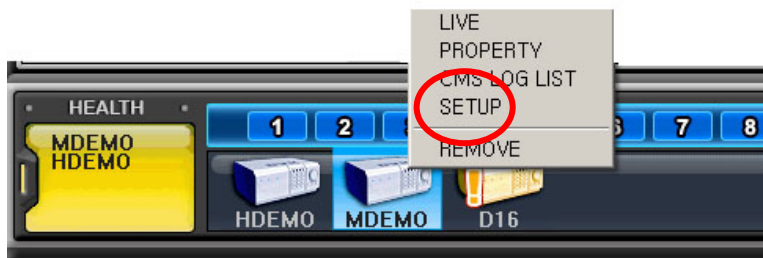 LIVE
PROPERTY
CMS LOG LIST
SETUP
REMOVE
HEALTH
MDEMO
HDEMO
1 2 7 8
HDEMO MDEMO D16